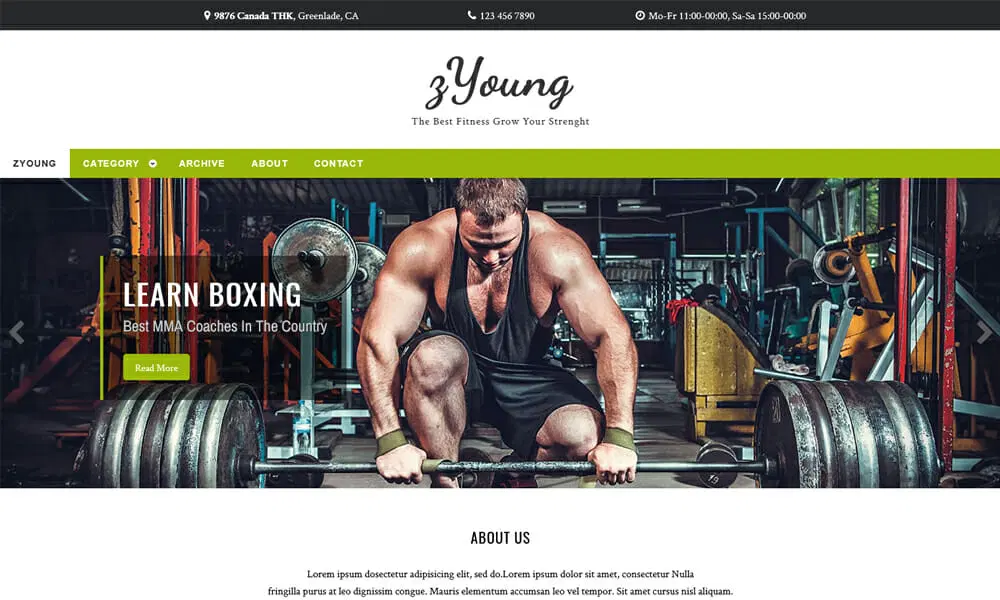 9876 Canada THK, Greenlade, CA
123 456 7890
Mo-Fr 11:00-00:00, Sa-Sa 15:00-00:00
zYoung
The Best Fitness Grow Your Strenght
ZYOUNG CATEGORY ARCHIVE ABOUT CONTACT
LEARN BOXING
Best MMA Coaches In The Country
Read More
ABOUT US
Lorem ipsum dosectetur adipisicing elit, sed do.Lorem ipsum dolor sit amet, consectetur Nulla
fringilla purus at leo dignissim congue. Mauris elementum accumsan leo vel tempor. Sit amet cursus nisl aliquam.